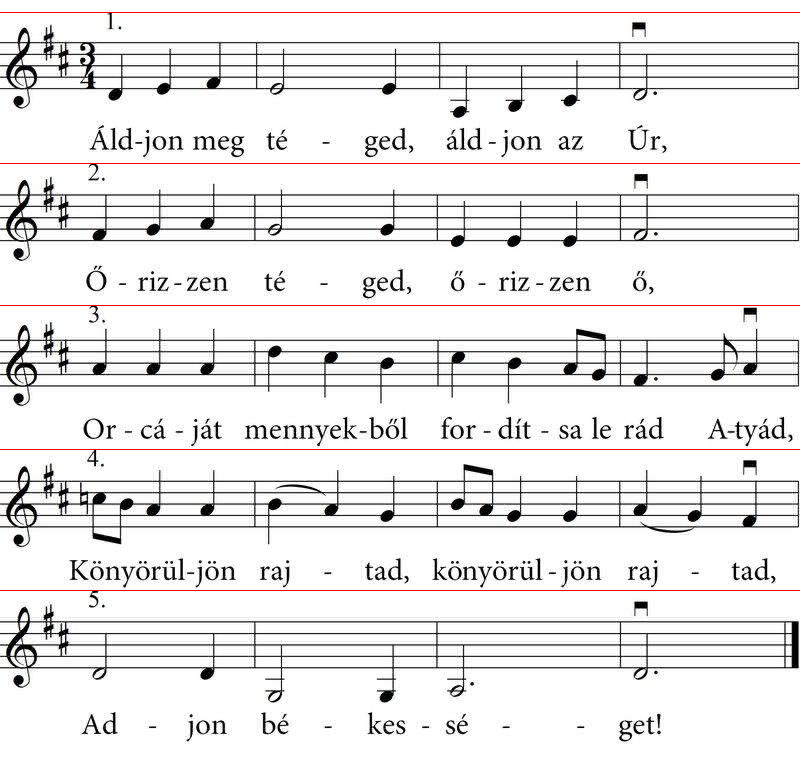 1.
3
4
Áld-jon meg té - ged, áld - jon az Úr,
2.
Ő - riz - zen té - ged, ő - riz - zen ő,
3.
Or - cá - ját mennyek-ből for - dít - sa le rád A-tyád,
4.
Könyörül-jön raj - tad, könyörül - jön raj - tad,
5.
Ad - jon bé - kes - sé - - get!